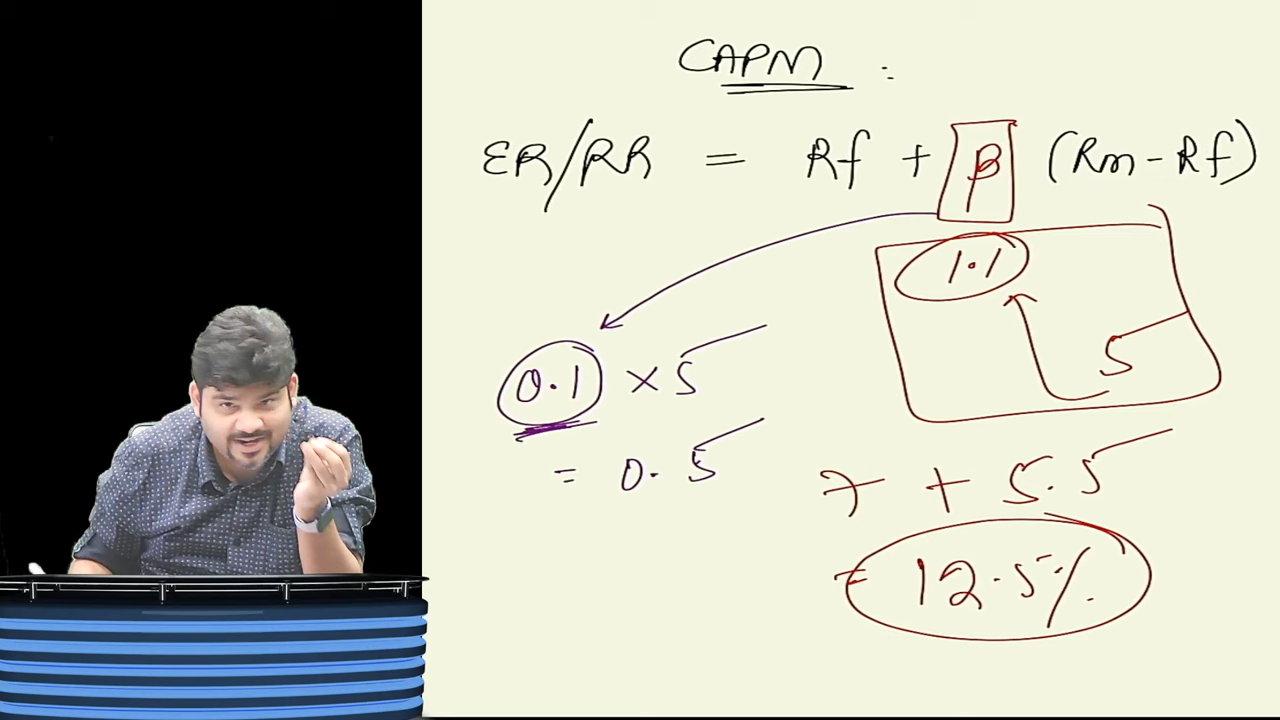 CAPM :
ER/RR = Rf + β (Rm - Rf)
1.1
5
0.1 × 5
= 0.5
7 + 5.5
= 12.5%.